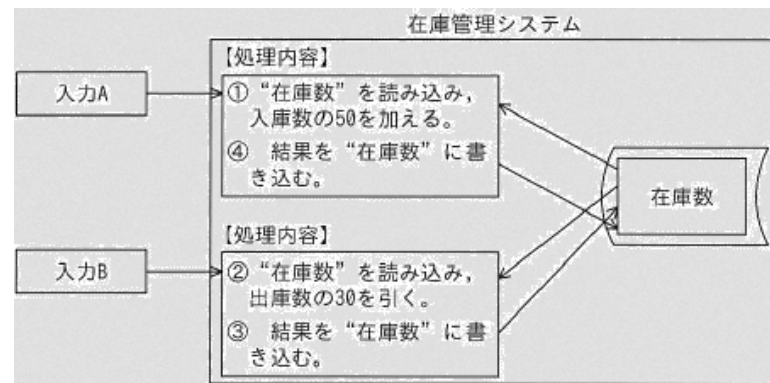 在庫管理システム
【処理内容】
入力A
① “在庫数”を読み込み，
入庫数の50を加える。
④ 結果を“在庫数”に書
き込む。
在庫数
【処理内容】
入力B
② “在庫数”を読み込み，
出庫数の30を引く。
③ 結果を“在庫数”に書
き込む。